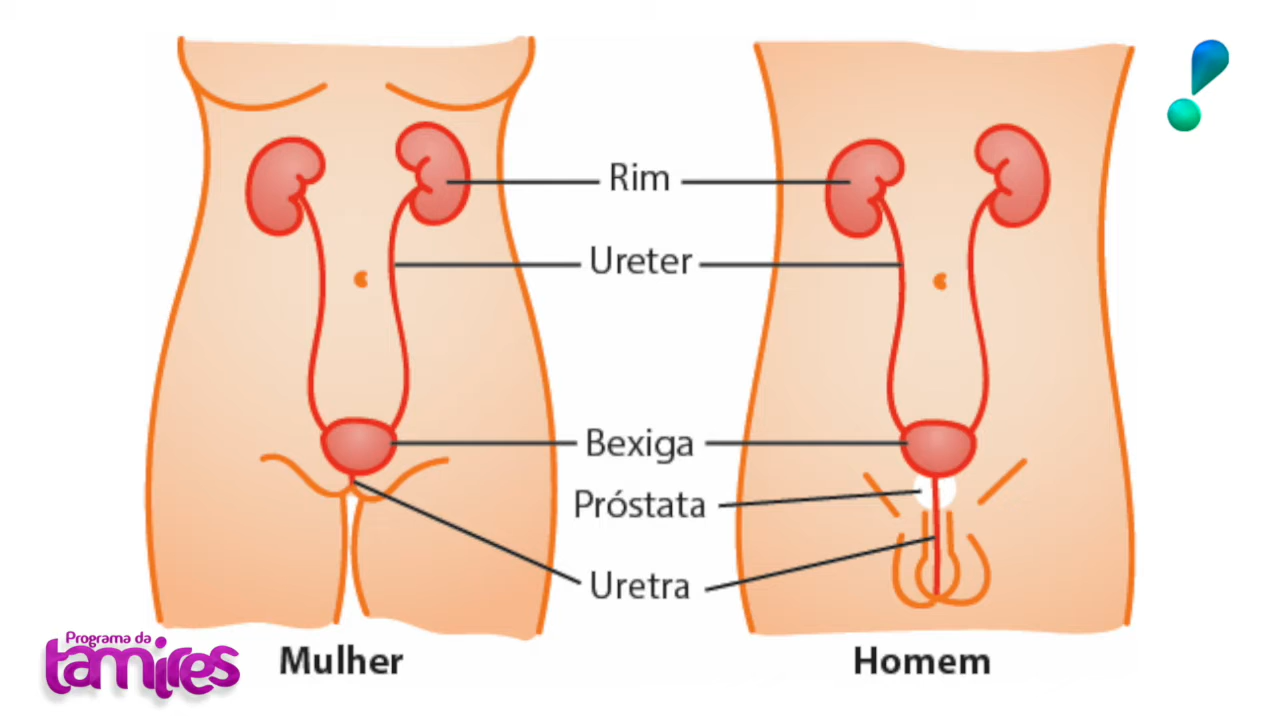 Rim
Ureter
Bexiga
Próstata
Uretra
Mulher
Homem
Programa da
tamires